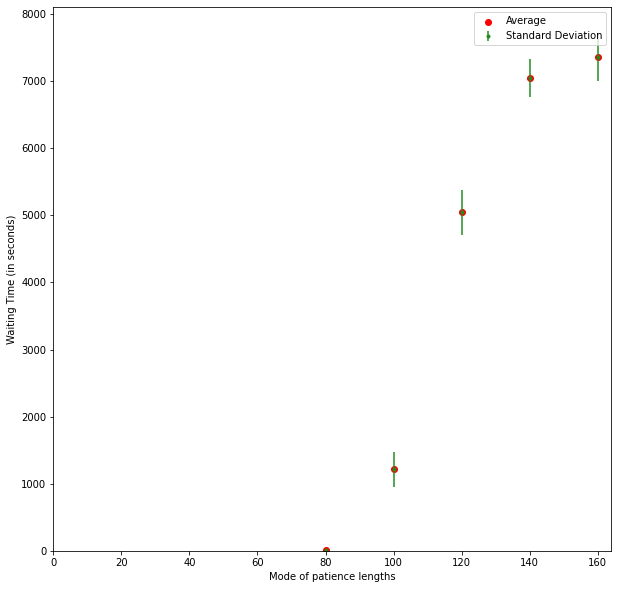 Average
Standard Deviation
8000
7000
6000
5000
4000
3000
2000
1000
0
Waiting Time (in seconds)
0 20 40 60 80 100 120 140 160
Mode of patience lengths